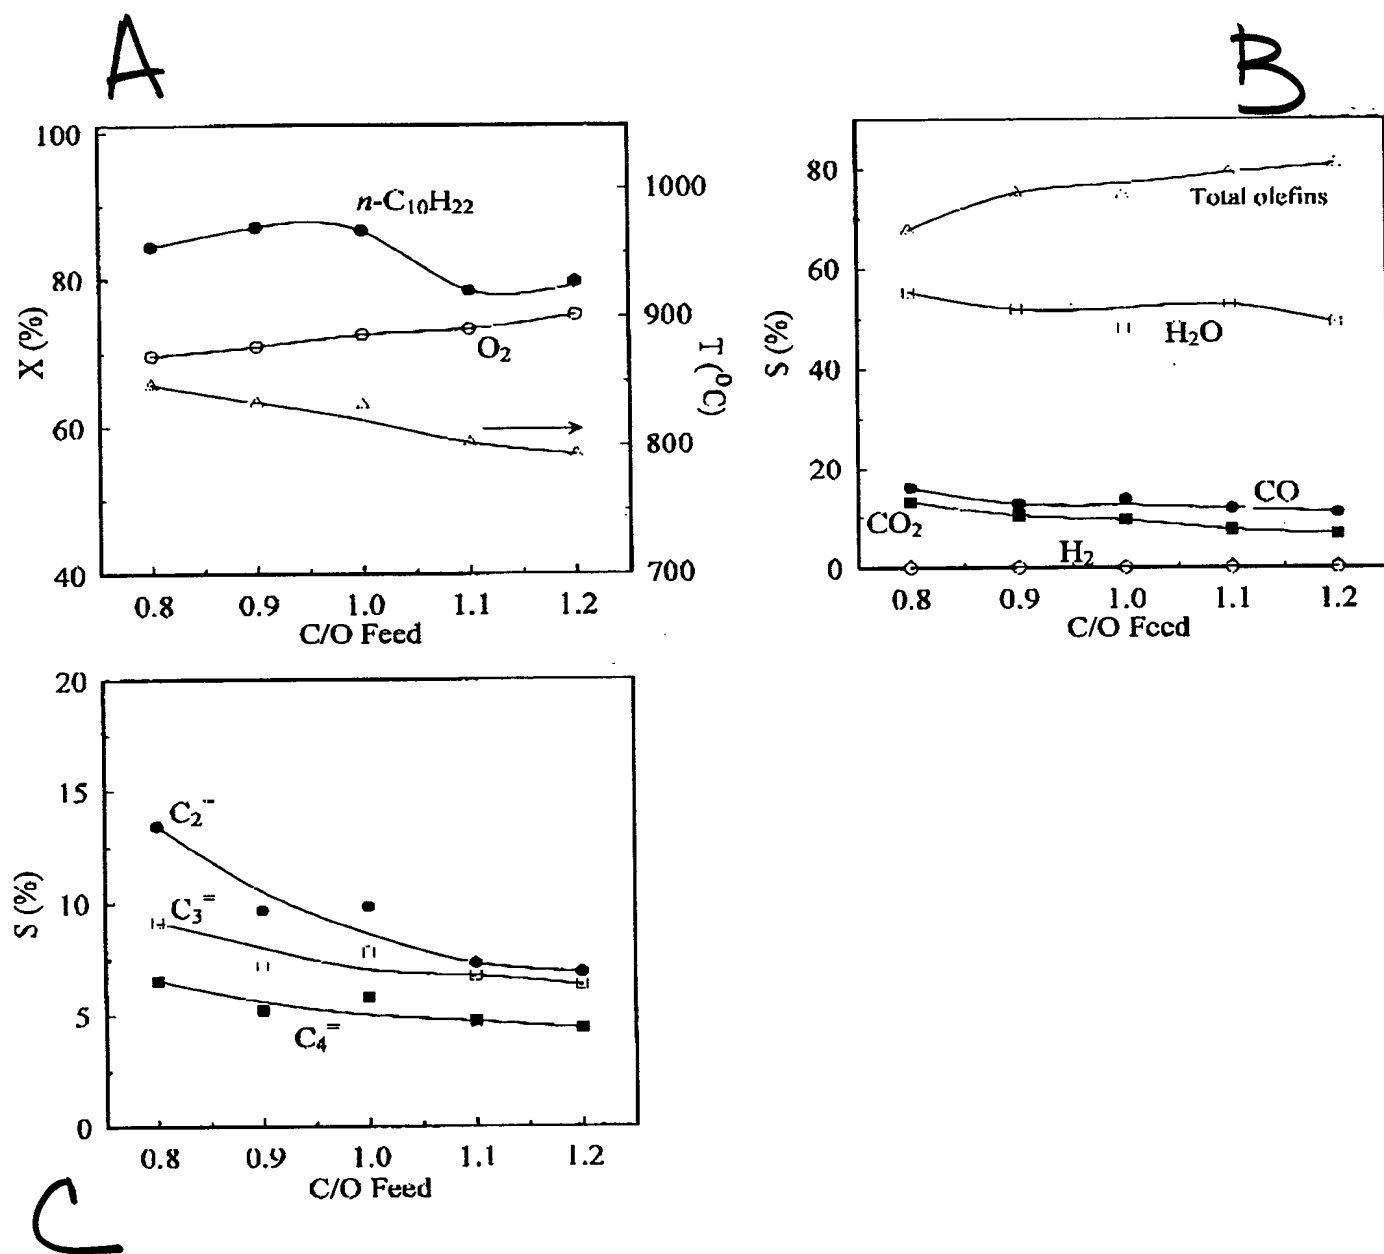 A
B
100
80
60
40
X (%)
n-C₁₀H₂₂
O₂
1000
900
800
700
T (⁰C)
0.8 0.9 1.0 1.1 1.2
C/O Feed
80
60
40
20
0
S (%)
Total olefins
H₂O
CO
CO₂
H₂
0.8 0.9 1.0 1.1 1.2
C/O Feed
20
15
10
5
0
S (%)
C₂⁼
C₃⁼
C₄⁼
0.8 0.9 1.0 1.1 1.2
C/O Feed
C